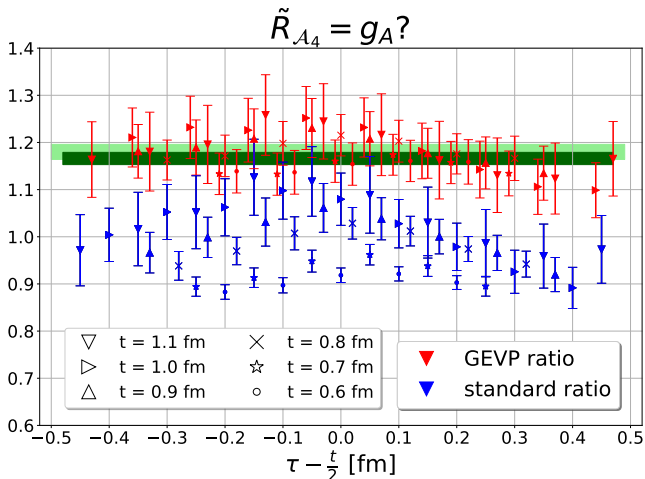 R̃_𝒜₄ = g_A?
1.4
1.3
1.2
1.1
1.0
0.9
0.8
0.7
0.6
t = 1.1 fm
t = 1.0 fm
t = 0.9 fm
t = 0.8 fm
t = 0.7 fm
t = 0.6 fm
GEVP ratio
standard ratio
−0.5 −0.4 −0.3 −0.2 −0.1 0.0 0.1 0.2 0.3 0.4 0.5
τ − t/2 [fm]